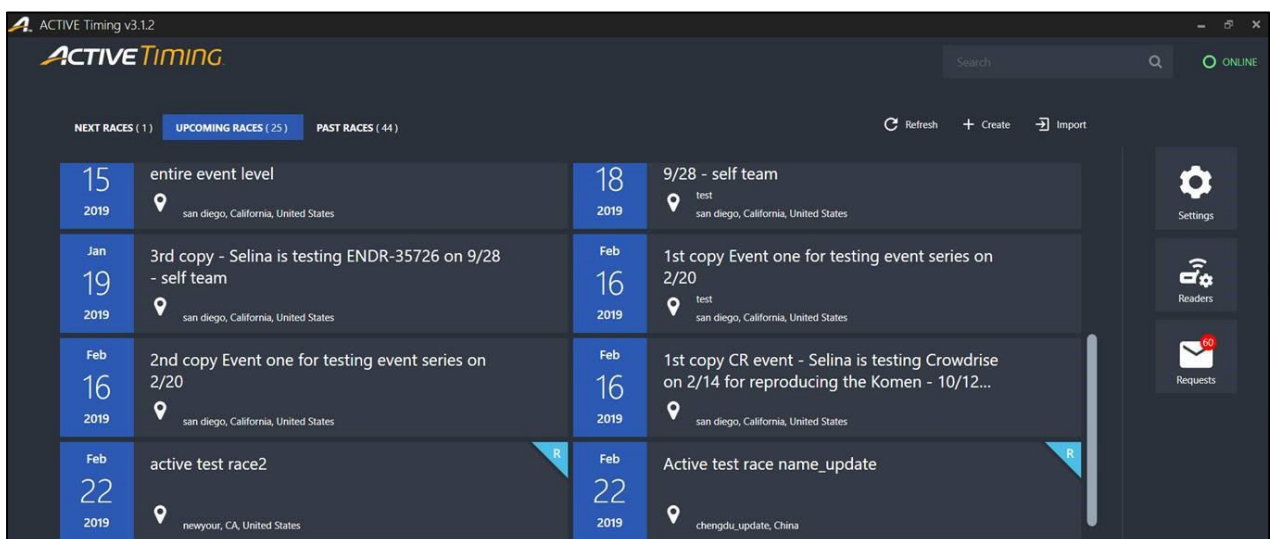 ACTIVE Timing v3.1.2
ACTIVE Timing
Search
ONLINE
NEXT RACES ( 1 )
UPCOMING RACES ( 25 )
PAST RACES ( 44 )
Refresh
Create
Import
15
2019
entire event level
san diego, California, United States
18
2019
9/28 - self team
test
san diego, California, United States
Jan
19
2019
3rd copy - Selina is testing ENDR-35726 on 9/28
- self team
san diego, California, United States
Feb
16
2019
1st copy Event one for testing event series on
2/20
test
san diego, California, United States
Feb
16
2019
2nd copy Event one for testing event series on
2/20
san diego, California, United States
Feb
16
2019
1st copy CR event - Selina is testing Crowdrise
on 2/14 for reproducing the Komen - 10/12...
san diego, California, United States
Feb
22
2019
active test race2
R
newyour, CA, United States
Feb
22
2019
Active test race name_update
R
chengdu_update, China
Settings
Readers
60
Requests